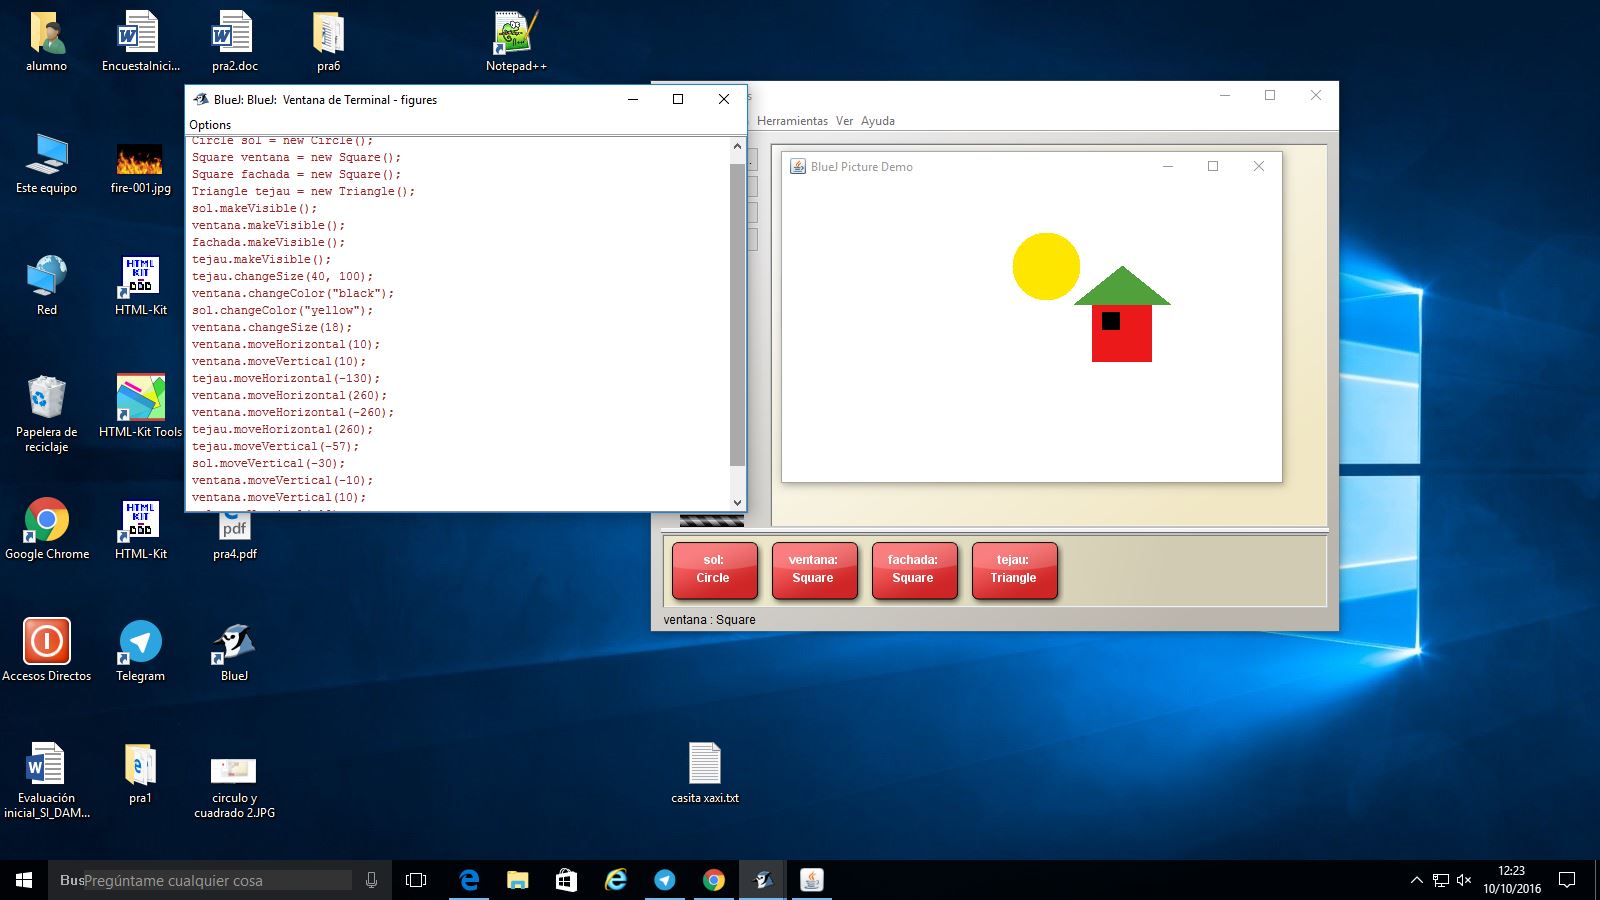 alumno
EncuestaInici...
pra2.doc
pra6
Notepad++
Este equipo
fire-001.jpg
Red
HTML-Kit
Papelera de
reciclaje
HTML-Kit Tools
Google Chrome
HTML-Kit
pra4.pdf
Accesos Directos
Telegram
BlueJ
Evaluación
inicial_SI_DAM...
pra1
circulo y
cuadrado 2.JPG
casita xaxi.txt
BlueJ: BlueJ: Ventana de Terminal - figures
Options
Circle sol = new Circle();
Square ventana = new Square();
Square fachada = new Square();
Triangle tejau = new Triangle();
sol.makeVisible();
ventana.makeVisible();
fachada.makeVisible();
tejau.makeVisible();
tejau.changeSize(40, 100);
ventana.changeColor("black");
sol.changeColor("yellow");
ventana.changeSize(18);
ventana.moveHorizontal(10);
ventana.moveVertical(10);
tejau.moveHorizontal(-130);
ventana.moveHorizontal(260);
ventana.moveHorizontal(-260);
tejau.moveHorizontal(260);
tejau.moveVertical(-57);
sol.moveVertical(-30);
ventana.moveVertical(-10);
ventana.moveVertical(10);
Herramientas Ver Ayuda
BlueJ Picture Demo
sol:
Circle
ventana:
Square
fachada:
Square
tejau:
Triangle
ventana : Square
HTML
KIT
HTML
KIT
pdf
BusPregúntame cualquier cosa
12:23
10/10/2016